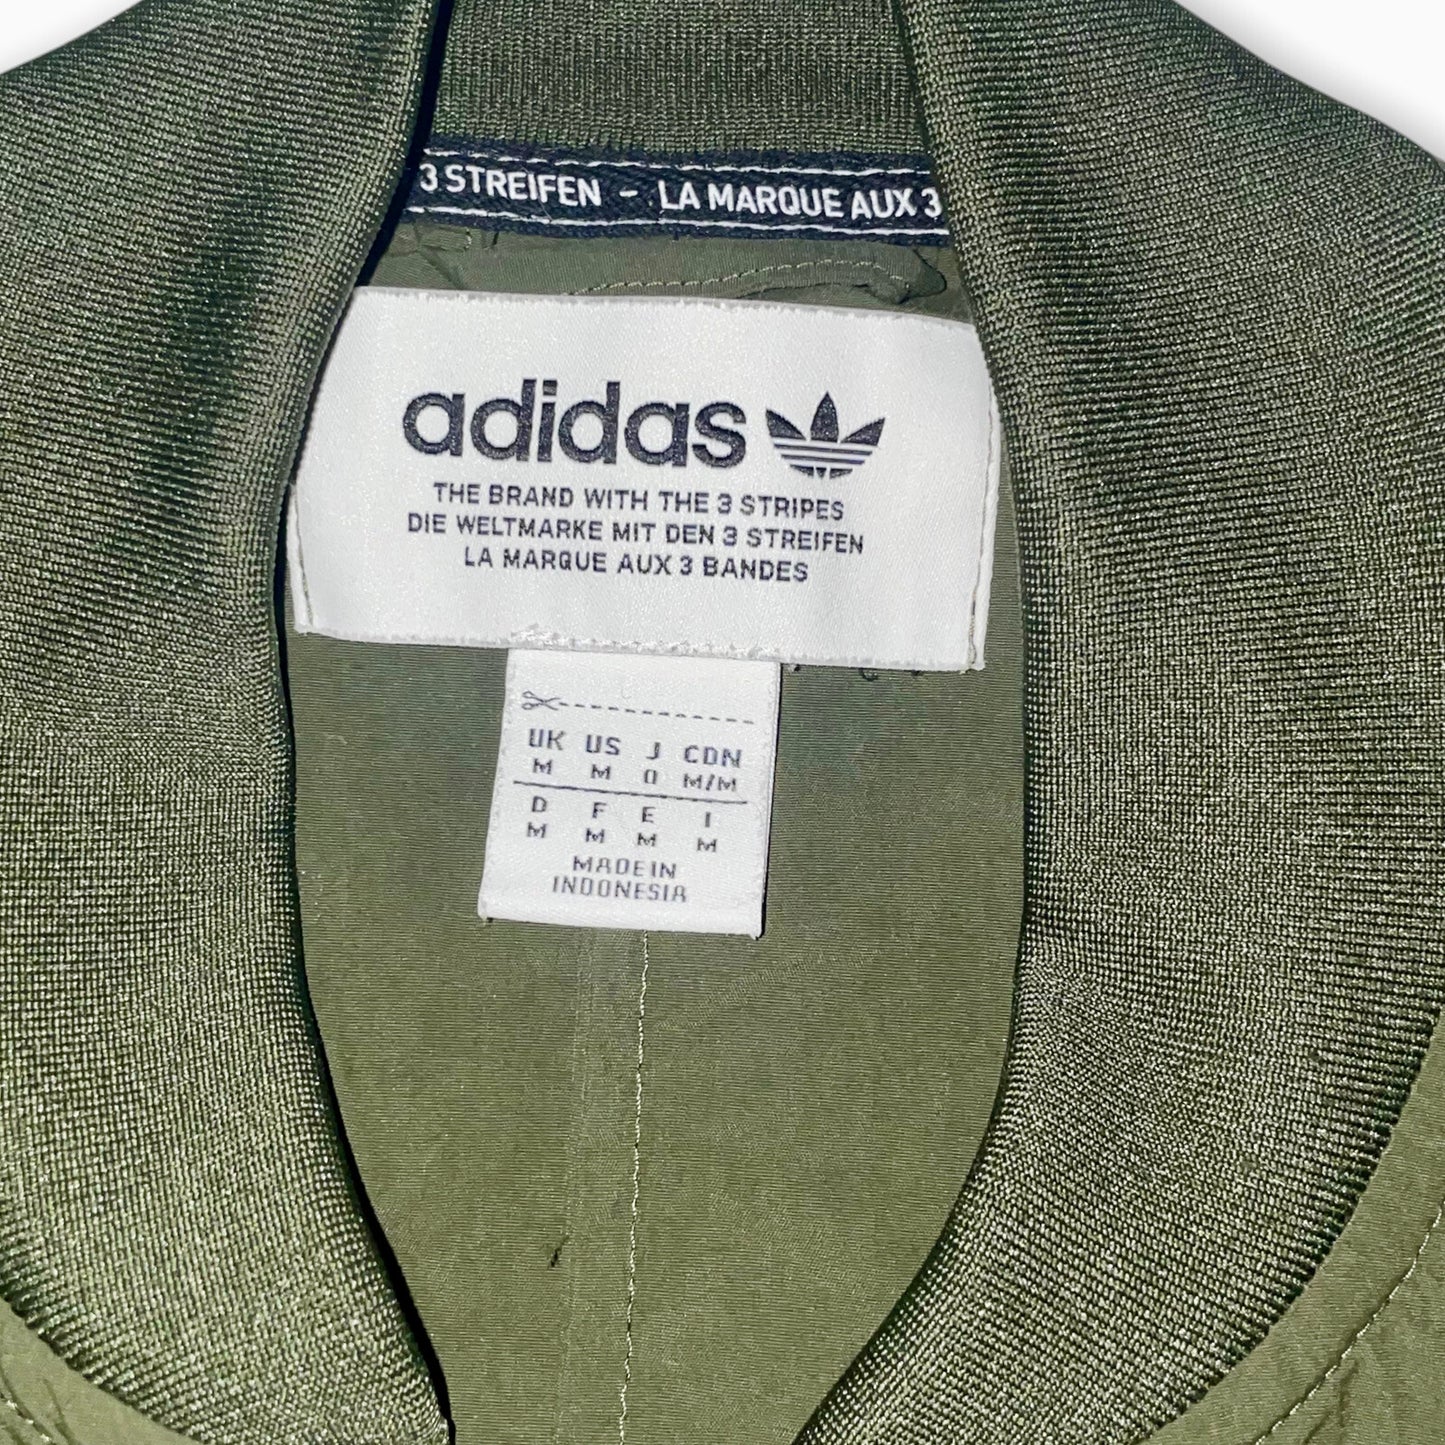 3 STREIFEN - LA MARQUE AUX 3
adidas
THE BRAND WITH THE 3 STRIPES
DIE WELTMARKE MIT DEN 3 STREIFEN
LA MARQUE AUX 3 BANDES
UK US J CDN
M M O M/M
D F E I
M M M M
MADE IN
INDONESIA